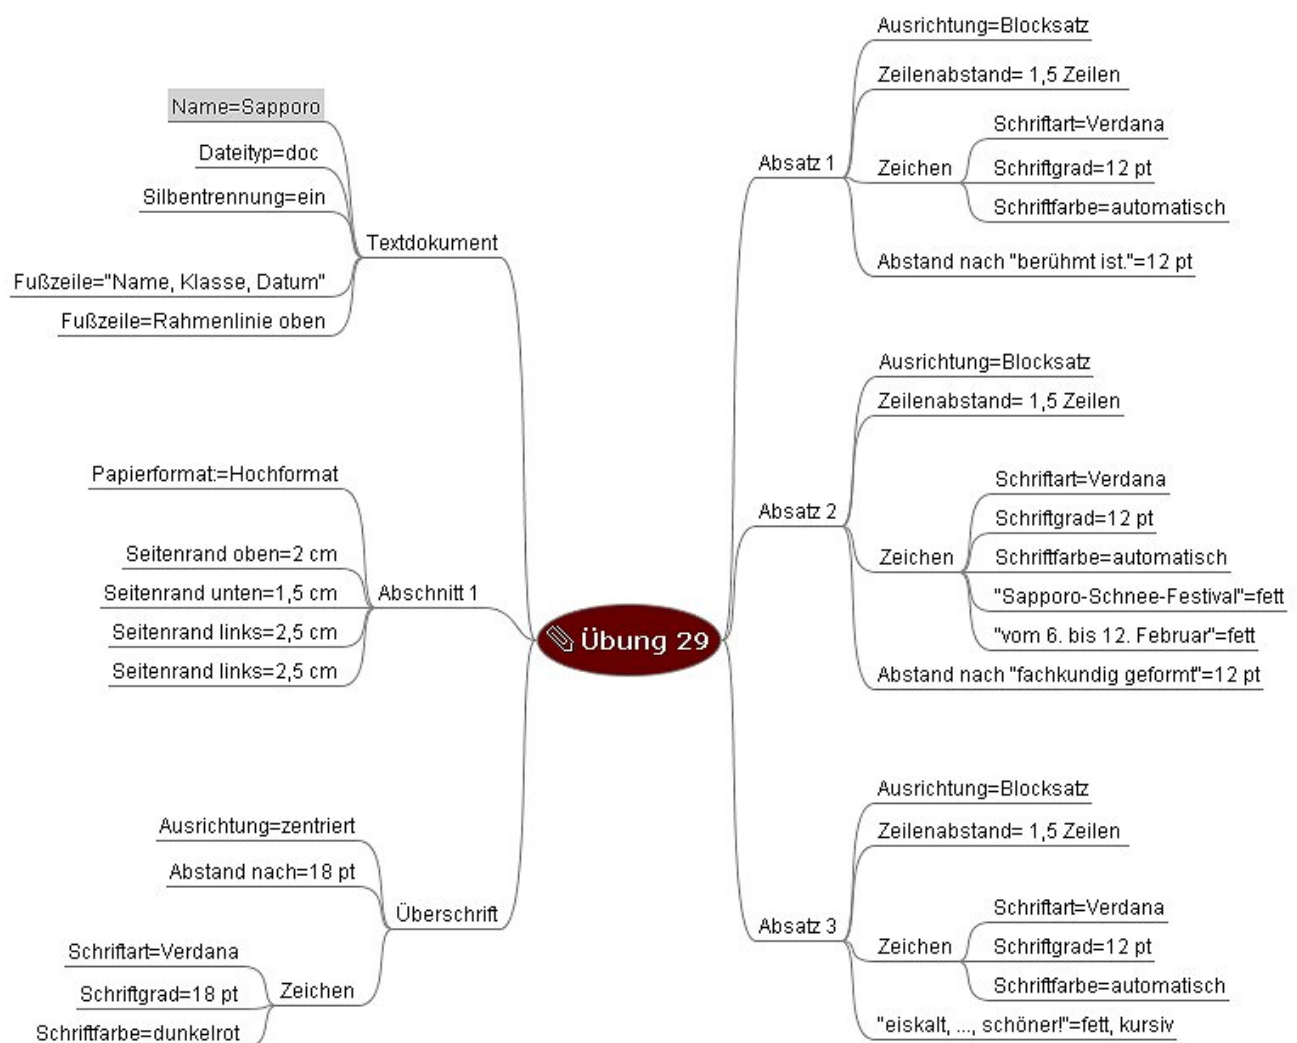 Übung 29
Textdokument
Name=Sapporo
Dateityp=doc
Silbentrennung=ein
Fußzeile="Name, Klasse, Datum"
Fußzeile=Rahmenlinie oben
Abschnitt 1
Papierformat:=Hochformat
Seitenrand oben=2 cm
Seitenrand unten=1,5 cm
Seitenrand links=2,5 cm
Seitenrand links=2,5 cm
Überschrift
Ausrichtung=zentriert
Abstand nach=18 pt
Zeichen
Schriftart=Verdana
Schriftgrad=18 pt
Schriftfarbe=dunkelrot
Absatz 1
Ausrichtung=Blocksatz
Zeilenabstand= 1,5 Zeilen
Zeichen
Schriftart=Verdana
Schriftgrad=12 pt
Schriftfarbe=automatisch
Abstand nach "berühmt ist."=12 pt
Absatz 2
Ausrichtung=Blocksatz
Zeilenabstand= 1,5 Zeilen
Zeichen
Schriftart=Verdana
Schriftgrad=12 pt
Schriftfarbe=automatisch
"Sapporo-Schnee-Festival"=fett
"vom 6. bis 12. Februar"=fett
Abstand nach "fachkundig geformt"=12 pt
Absatz 3
Ausrichtung=Blocksatz
Zeilenabstand= 1,5 Zeilen
Zeichen
Schriftart=Verdana
Schriftgrad=12 pt
Schriftfarbe=automatisch
"eiskalt, ..., schöner!"=fett, kursiv